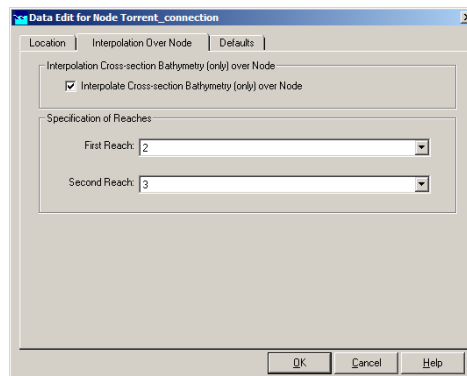 Data Edit for Node Torrent_connection
Location Interpolation Over Node Defaults
Interpolation Cross-section Bathymetry (only) over Node
Interpolate Cross-section Bathymetry (only) over Node
Specification of Reaches
First Reach: 2
Second Reach: 3
OK Cancel Help